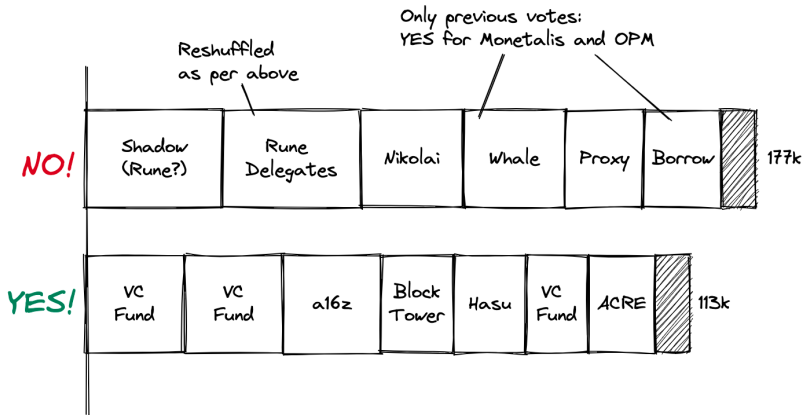 Only previous votes:
YES for Monetalis and OPM
Reshuffled
as per above
NO!
Shadow
(Rune?)
Rune
Delegates
Nikolai
Whale
Proxy
Borrow
177k
YES!
VC
Fund
VC
Fund
a16z
Block
Tower
Hasu
VC
Fund
ACRE
113k